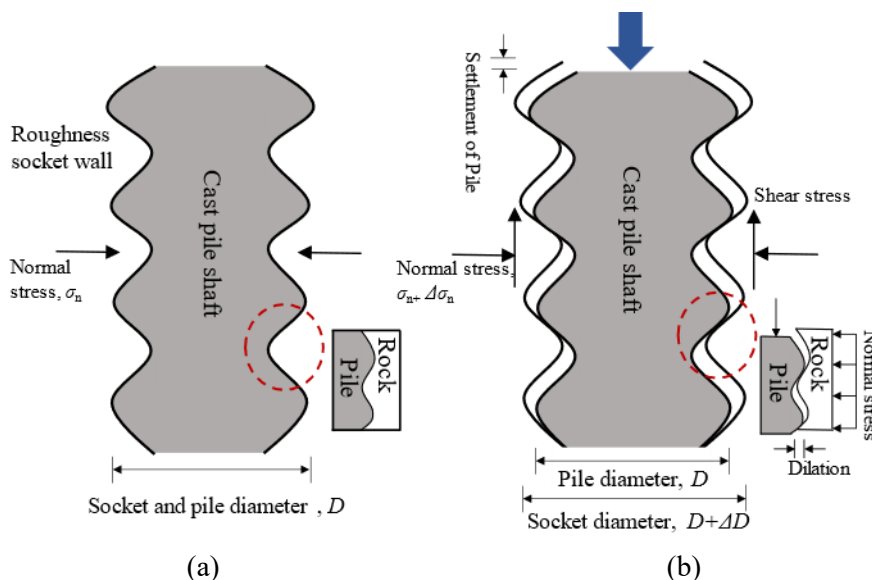 Roughness
socket wall
Cast pile shaft
Normal
stress, σn
Rock
Pile
Socket and pile diameter , D
(a)
Settlement
of Pile
Cast pile shaft
Shear stress
Normal stress,
σn+ Δσn
Rock
Pile
Normal stress
Dilation
Pile diameter, D
Socket diameter, D+ΔD
(b)